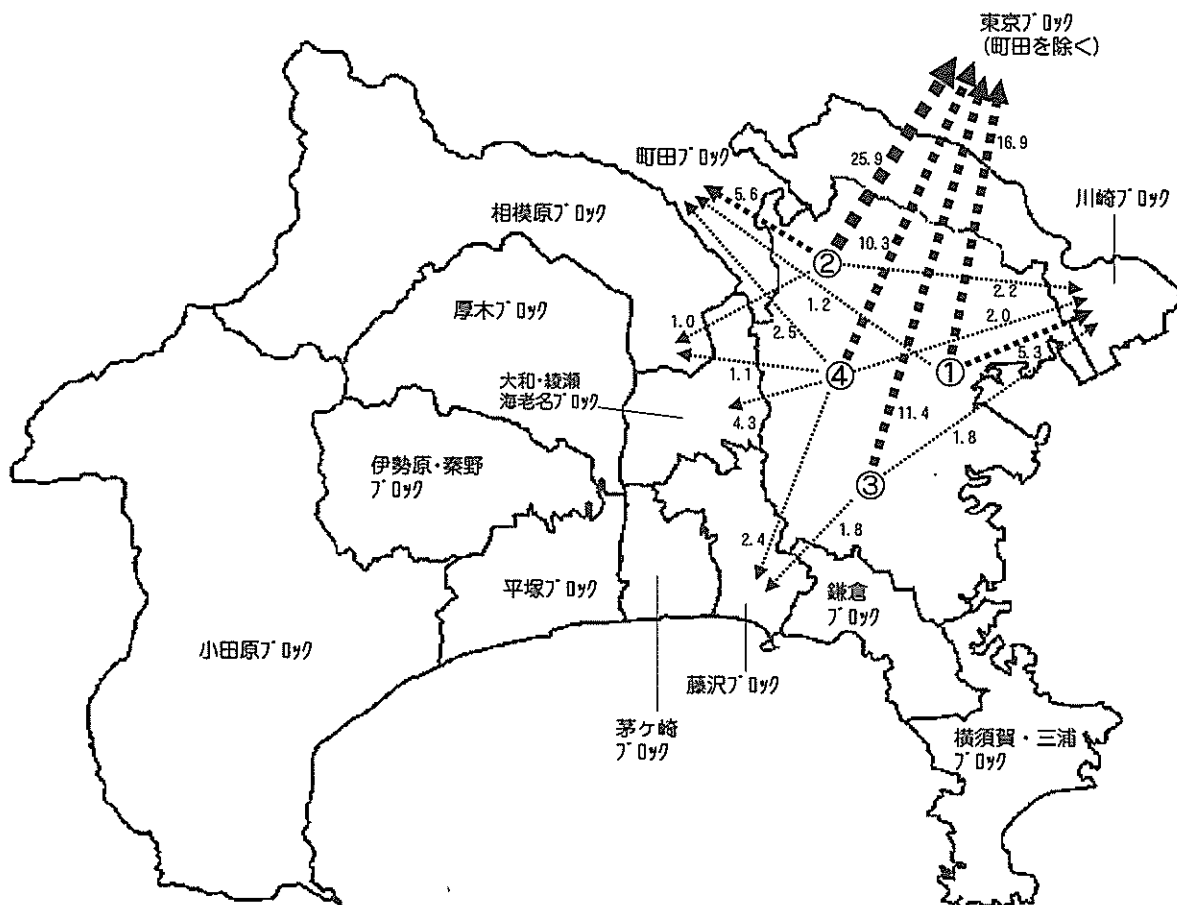 東京ブロック
(町田を除く)
16.9
町田ブロック
25.9
5.6
川崎ブロック
相模原ブロック
10.3
②
2.2
厚木ブロック
1.0
1.2
2.0
2.5
5.3
大和・綾瀬
海老名ブロック
1.1
④
①
4.3
11.4
1.8
伊勢原・秦野
ブロック
③
2.4
1.8
平塚ブロック
鎌倉
ブロック
小田原ブロック
藤沢ブロック
茅ヶ崎
ブロック
横須賀・三浦
ブロック